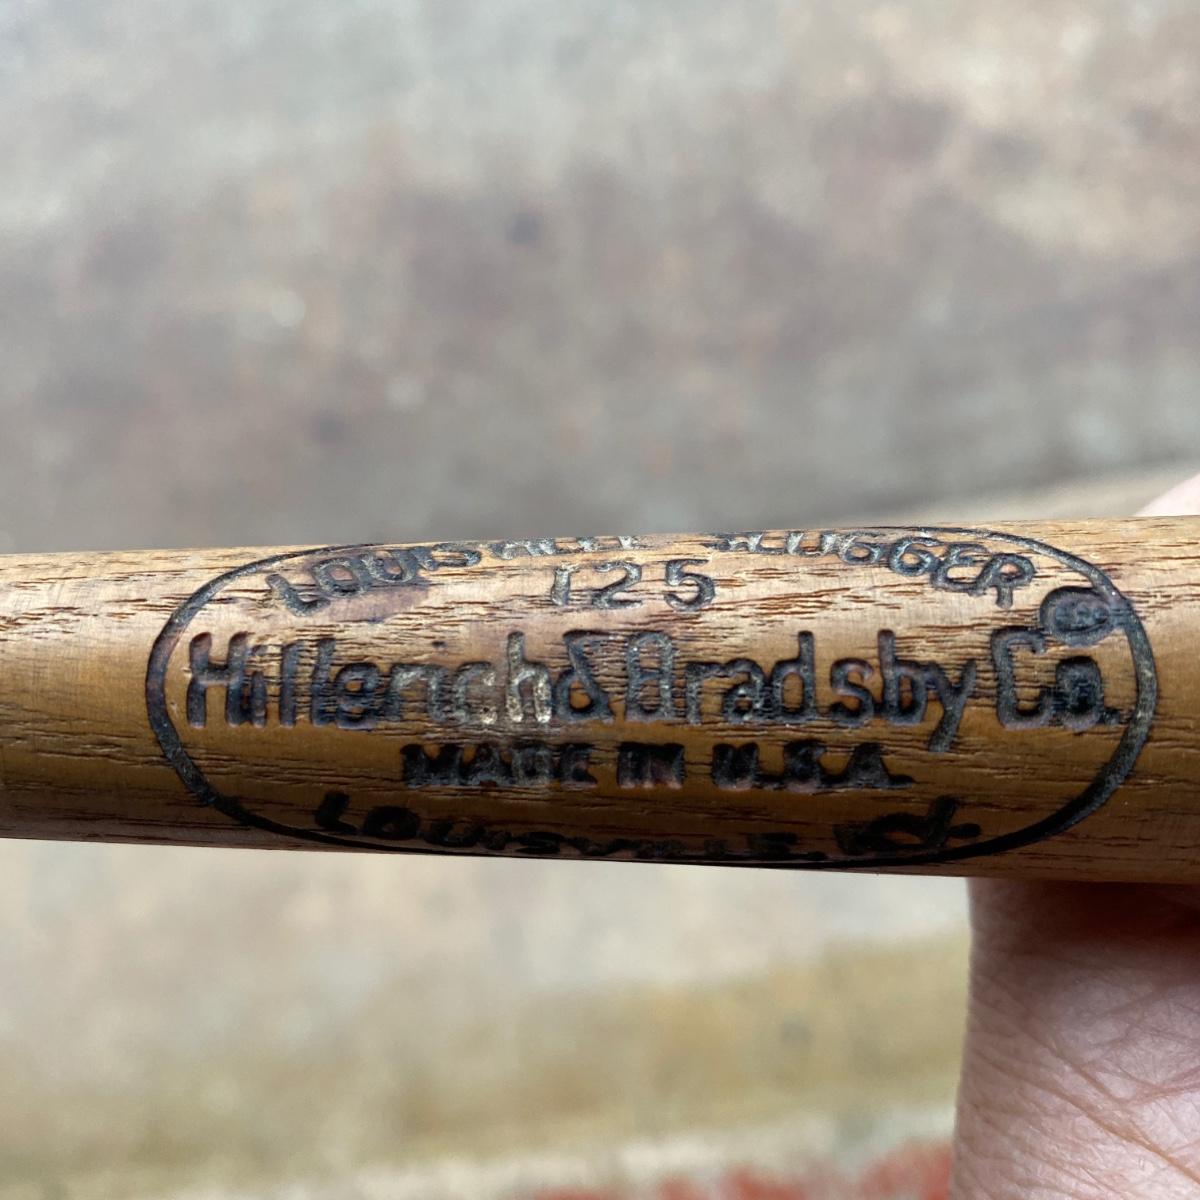 LOUISVILLE SLUGGER
125
Hillerich & Bradsby Co. ®
MADE IN U.S.A.
LOUISVILLE. KY.